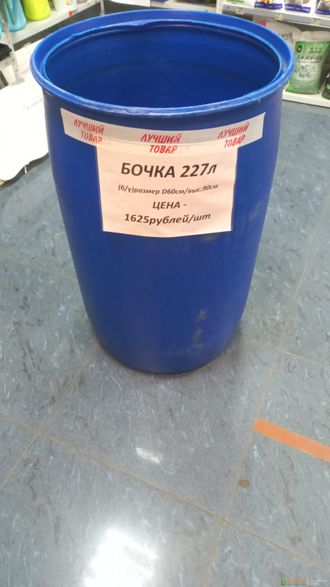 ЛУЧШИЙ ТОВАР
ЛУЧШИЙ ТОВАР
ЛУЧШИЙ ТОВАР
БОЧКА 227л
(б/у)размер D60см/выс.90см
ЦЕНА -
1625рублей/шт